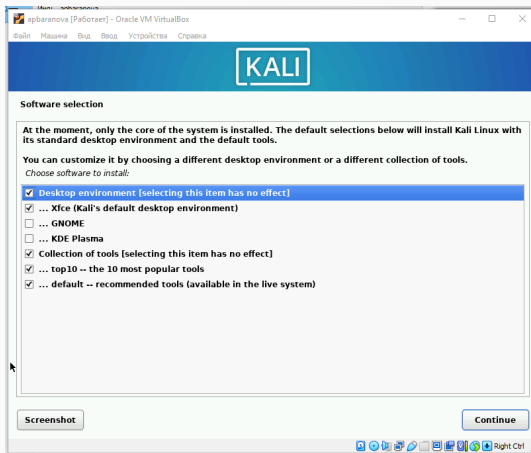 apbaranova [Работает] - Oracle VM VirtualBox
Файл Машина Вид Ввод Устройства Справка
KALI
Software selection
At the moment, only the core of the system is installed. The default selections below will install Kali Linux with
its standard desktop environment and the default tools.
You can customize it by choosing a different desktop environment or a different collection of tools.
Choose software to install:
Desktop environment [selecting this item has no effect]
... Xfce (Kali's default desktop environment)
... GNOME
... KDE Plasma
Collection of tools [selecting this item has no effect]
... top10 -- the 10 most popular tools
... default -- recommended tools (available in the live system)
Screenshot
Continue
Right Ctrl